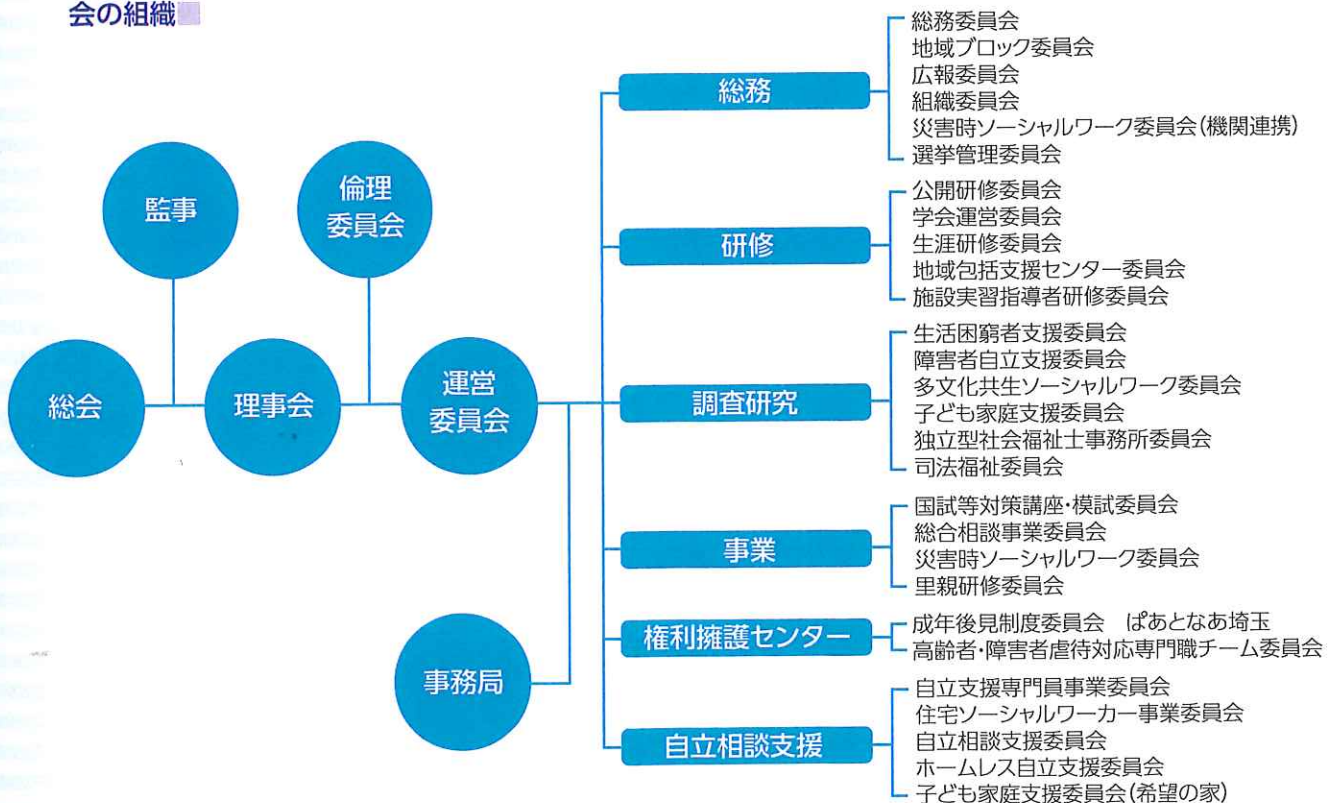 会の組織
監事
倫理
委員会
総会
理事会
運営
委員会
事務局
総務
総務委員会
地域ブロック委員会
広報委員会
組織委員会
災害時ソーシャルワーク委員会(機関連携)
選挙管理委員会
研修
公開研修委員会
学会運営委員会
生涯研修委員会
地域包括支援センター委員会
施設実習指導者研修委員会
調査研究
生活困窮者支援委員会
障害者自立支援委員会
多文化共生ソーシャルワーク委員会
子ども家庭支援委員会
独立型社会福祉士事務所委員会
司法福祉委員会
事業
国試等対策講座・模試委員会
総合相談事業委員会
災害時ソーシャルワーク委員会
里親研修委員会
権利擁護センター
成年後見制度委員会　ぱあとなあ埼玉
高齢者・障害者虐待対応専門職チーム委員会
自立相談支援
自立支援専門員事業委員会
住宅ソーシャルワーカー事業委員会
自立相談支援委員会
ホームレス自立支援委員会
子ども家庭支援委員会(希望の家)